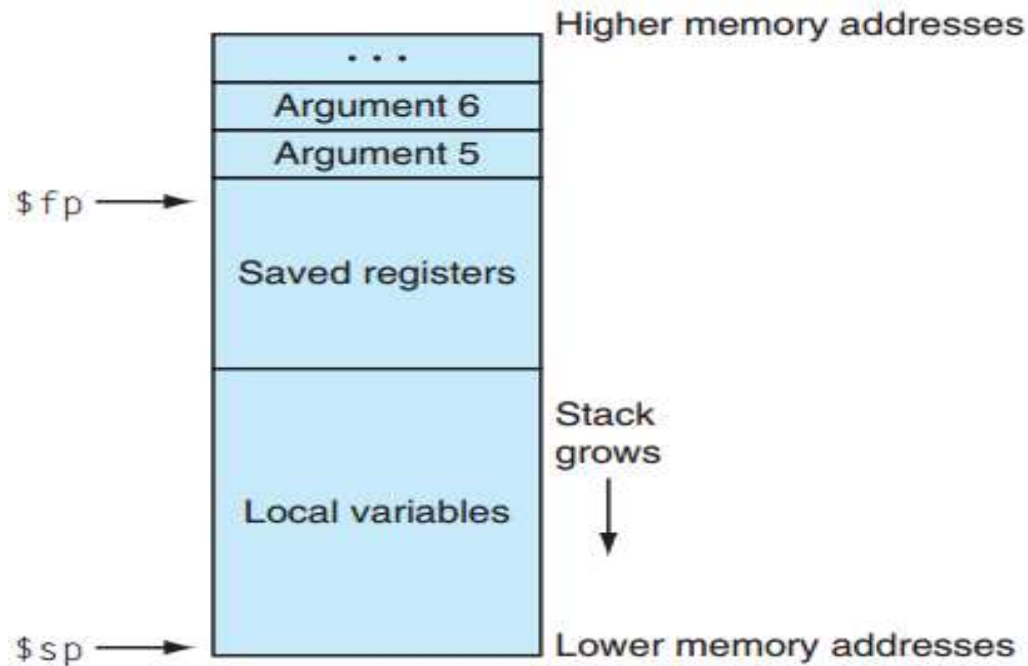 Higher memory addresses
. . .
Argument 6
Argument 5
$fp
Saved registers
Stack
grows
Local variables
$sp
Lower memory addresses